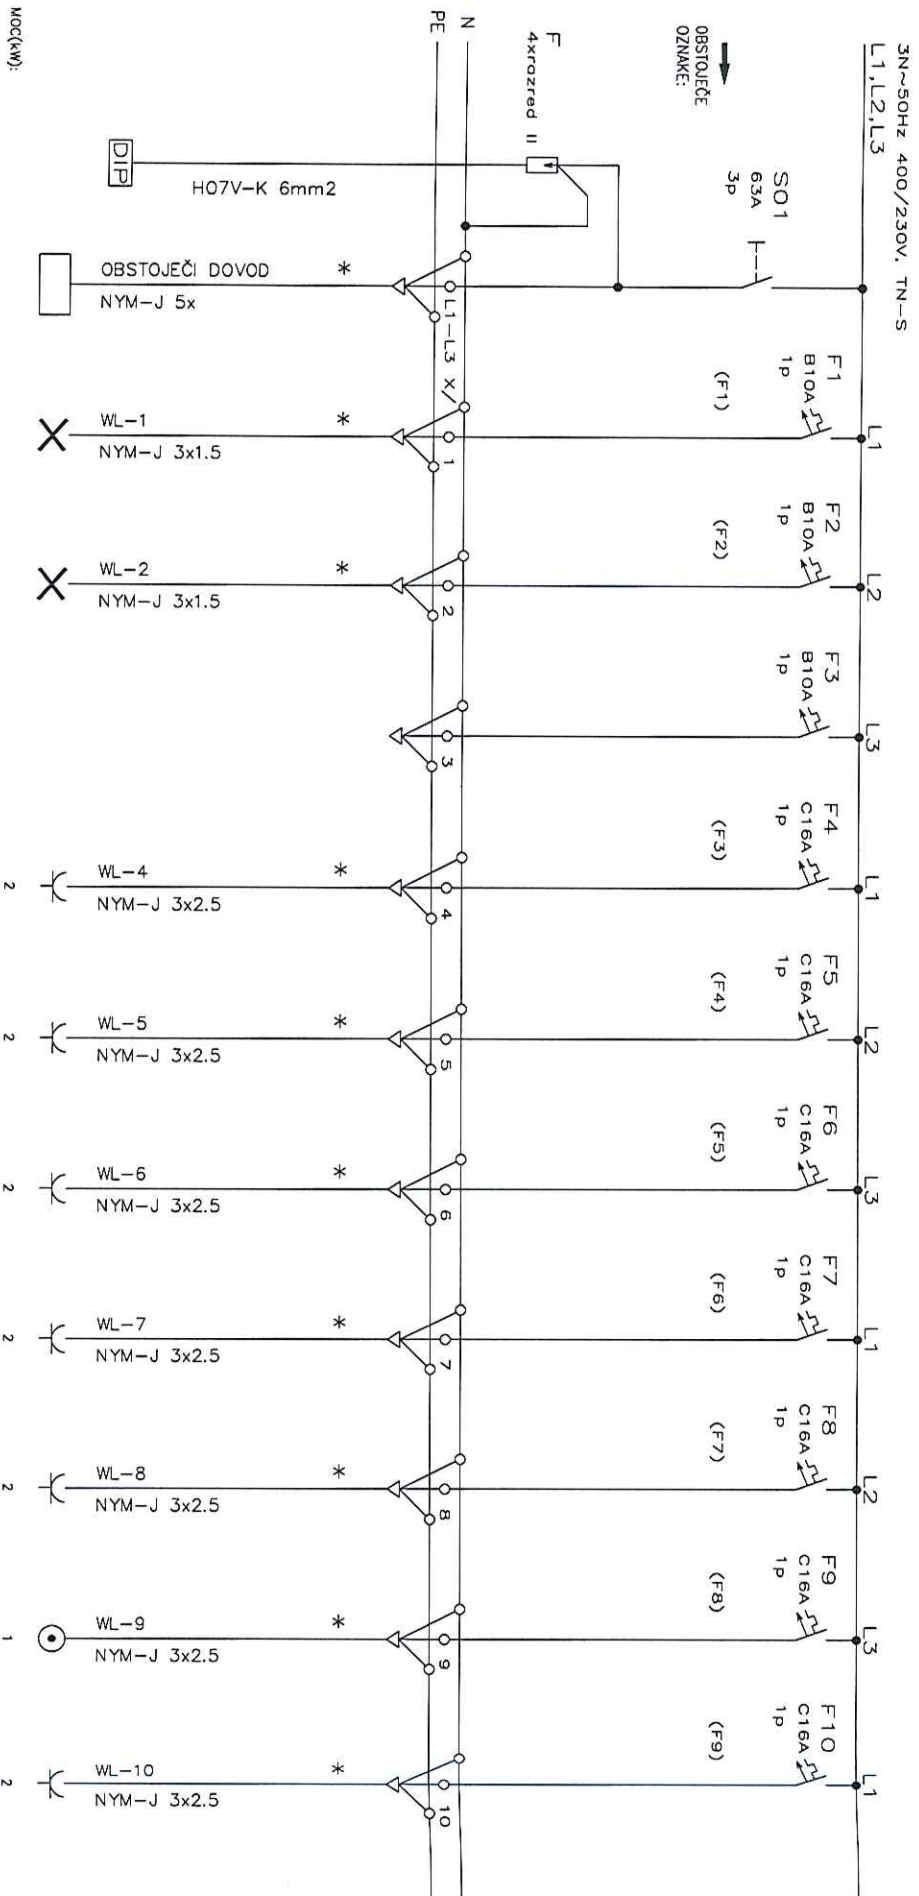 3N~50Hz 400/230V, TN-S
L1,L2,L3
OBSTOJEČE
OZNAKE:
S01
63A
3p
F
4xrazred II
N
PE
DIP
H07V-K 6mm2
OBSTOJEČI DOVOD
NYM-J 5x
*
L1-L3 X/
F1
B10A
1p
L1
(F1)
1
*
WL-1
NYM-J 3x1.5
F2
B10A
1p
L2
(F2)
2
*
WL-2
NYM-J 3x1.5
F3
B10A
1p
L3
3
F4
C16A
1p
L1
(F3)
4
*
WL-4
NYM-J 3x2.5
2
F5
C16A
1p
L2
(F4)
5
*
WL-5
NYM-J 3x2.5
2
F6
C16A
1p
L3
(F5)
6
*
WL-6
NYM-J 3x2.5
2
F7
C16A
1p
L1
(F6)
7
*
WL-7
NYM-J 3x2.5
2
F8
C16A
1p
L2
(F7)
8
*
WL-8
NYM-J 3x2.5
2
F9
C16A
1p
L3
(F8)
9
*
WL-9
NYM-J 3x2.5
1
F10
C16A
1p
L1
(F9)
10
*
WL-10
NYM-J 3x2.5
2
MOC(kW):